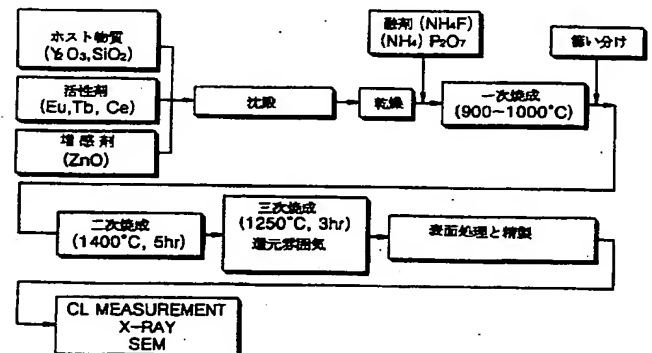 ホスト物質
(Y₂O₃,SiO₂)
活性剤
(Eu,Tb, Ce)
増感剤
(ZnO)
沈殿
乾燥
融剤 (NH₄F)
(NH₄) P₂O₇
一次焼成
(900~1000°C)
篩い分け
二次焼成
(1400°C, 5hr)
三次焼成
(1250°C, 3hr)
還元雰囲気
表面処理と精製
CL MEASUREMENT
X-RAY
SEM